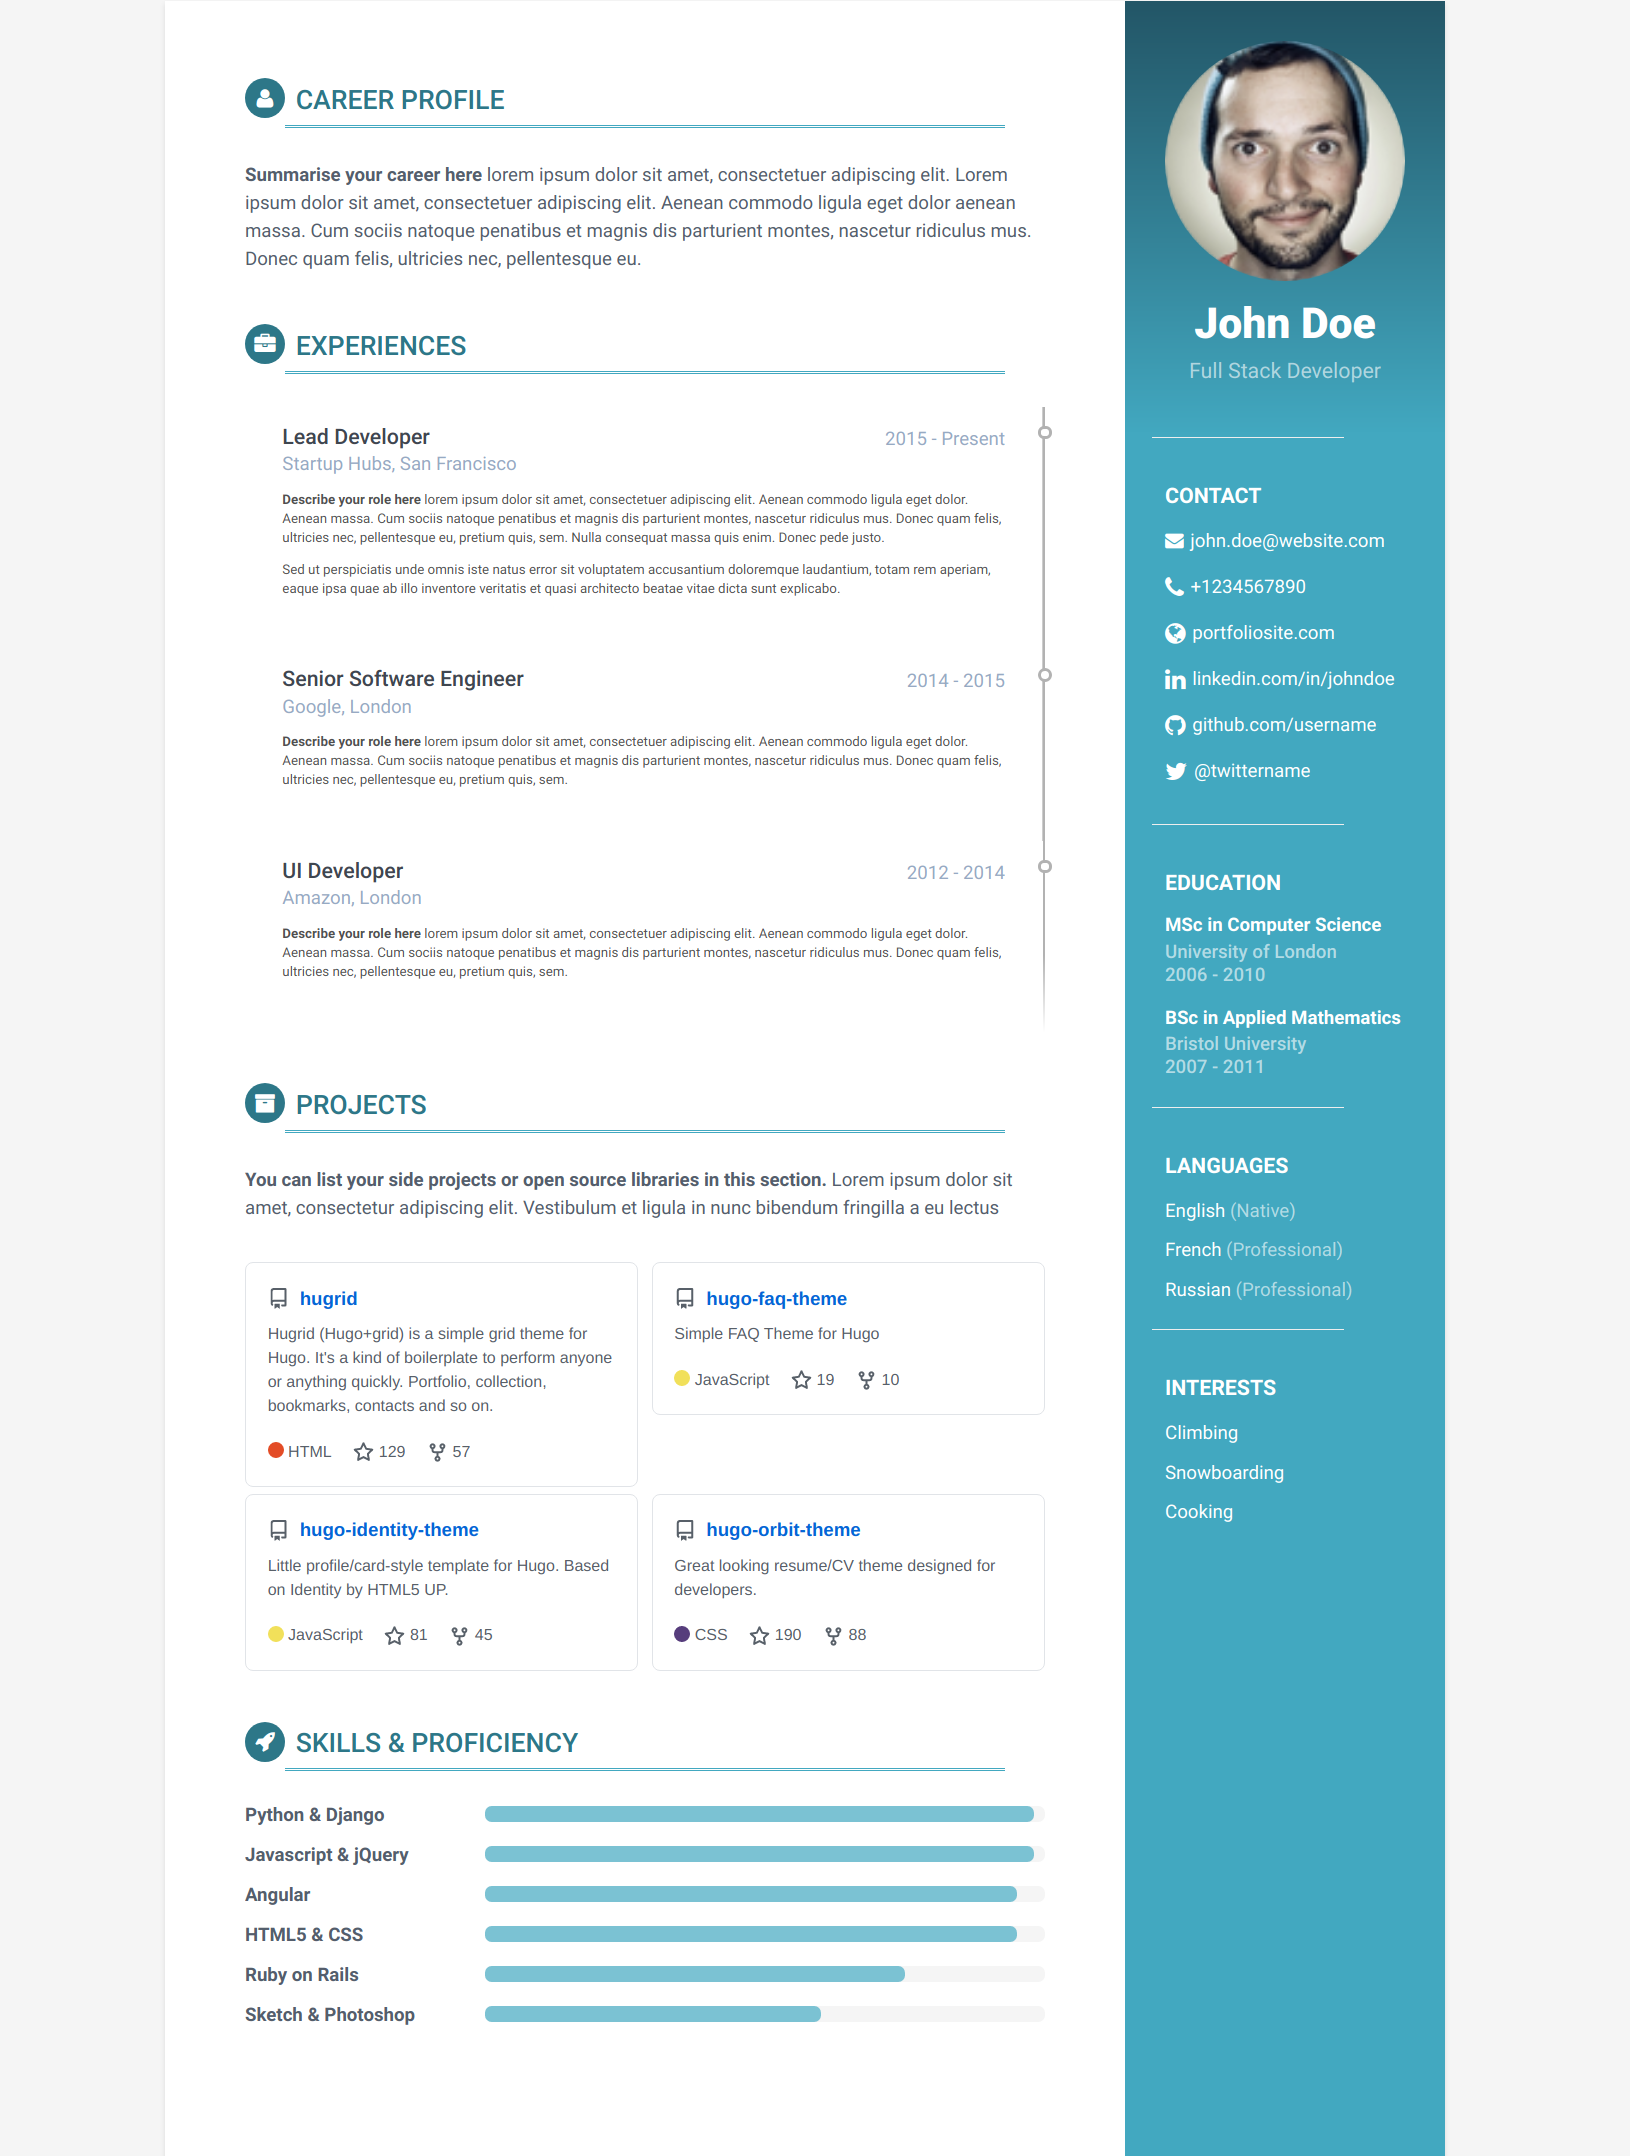 CAREER PROFILE
Summarise your career here lorem ipsum dolor sit amet, consectetuer adipiscing elit. Lorem
ipsum dolor sit amet, consectetuer adipiscing elit. Aenean commodo ligula eget dolor aenean
massa. Cum sociis natoque penatibus et magnis dis parturient montes, nascetur ridiculus mus.
Donec quam felis, ultricies nec, pellentesque eu.
EXPERIENCES
Lead Developer
2015 - Present
Startup Hubs, San Francisco
Describe your role here lorem ipsum dolor sit amet, consectetuer adipiscing elit. Aenean commodo ligula eget dolor.
Aenean massa. Cum sociis natoque penatibus et magnis dis parturient montes, nascetur ridiculus mus. Donec quam felis,
ultricies nec, pellentesque eu, pretium quis, sem. Nulla consequat massa quis enim. Donec pede justo.
Sed ut perspiciatis unde omnis iste natus error sit voluptatem accusantium doloremque laudantium, totam rem aperiam,
eaque ipsa quae ab illo inventore veritatis et quasi architecto beatae vitae dicta sunt explicabo.
Senior Software Engineer
2014 - 2015
Google, London
Describe your role here lorem ipsum dolor sit amet, consectetuer adipiscing elit. Aenean commodo ligula eget dolor.
Aenean massa. Cum sociis natoque penatibus et magnis dis parturient montes, nascetur ridiculus mus. Donec quam felis,
ultricies nec, pellentesque eu, pretium quis, sem.
UI Developer
2012 - 2014
Amazon, London
Describe your role here lorem ipsum dolor sit amet, consectetuer adipiscing elit. Aenean commodo ligula eget dolor.
Aenean massa. Cum sociis natoque penatibus et magnis dis parturient montes, nascetur ridiculus mus. Donec quam felis,
ultricies nec, pellentesque eu, pretium quis, sem.
PROJECTS
You can list your side projects or open source libraries in this section. Lorem ipsum dolor sit
amet, consectetur adipiscing elit. Vestibulum et ligula in nunc bibendum fringilla a eu lectus
hugrid
Hugrid (Hugo+grid) is a simple grid theme for
Hugo. It's a kind of boilerplate to perform anyone
or anything quickly. Portfolio, collection,
bookmarks, contacts and so on.
HTML 129 57
hugo-faq-theme
Simple FAQ Theme for Hugo
JavaScript 19 10
hugo-identity-theme
Little profile/card-style template for Hugo. Based
on Identity by HTML5 UP.
JavaScript 81 45
hugo-orbit-theme
Great looking resume/CV theme designed for
developers.
CSS 190 88
SKILLS & PROFICIENCY
Python & Django
Javascript & jQuery
Angular
HTML5 & CSS
Ruby on Rails
Sketch & Photoshop
John Doe
Full Stack Developer
CONTACT
john.doe@website.com
+1234567890
portfoliosite.com
linkedin.com/in/johndoe
github.com/username
@twittername
EDUCATION
MSc in Computer Science
University of London
2006 - 2010
BSc in Applied Mathematics
Bristol University
2007 - 2011
LANGUAGES
English (Native)
French (Professional)
Russian (Professional)
INTERESTS
Climbing
Snowboarding
Cooking